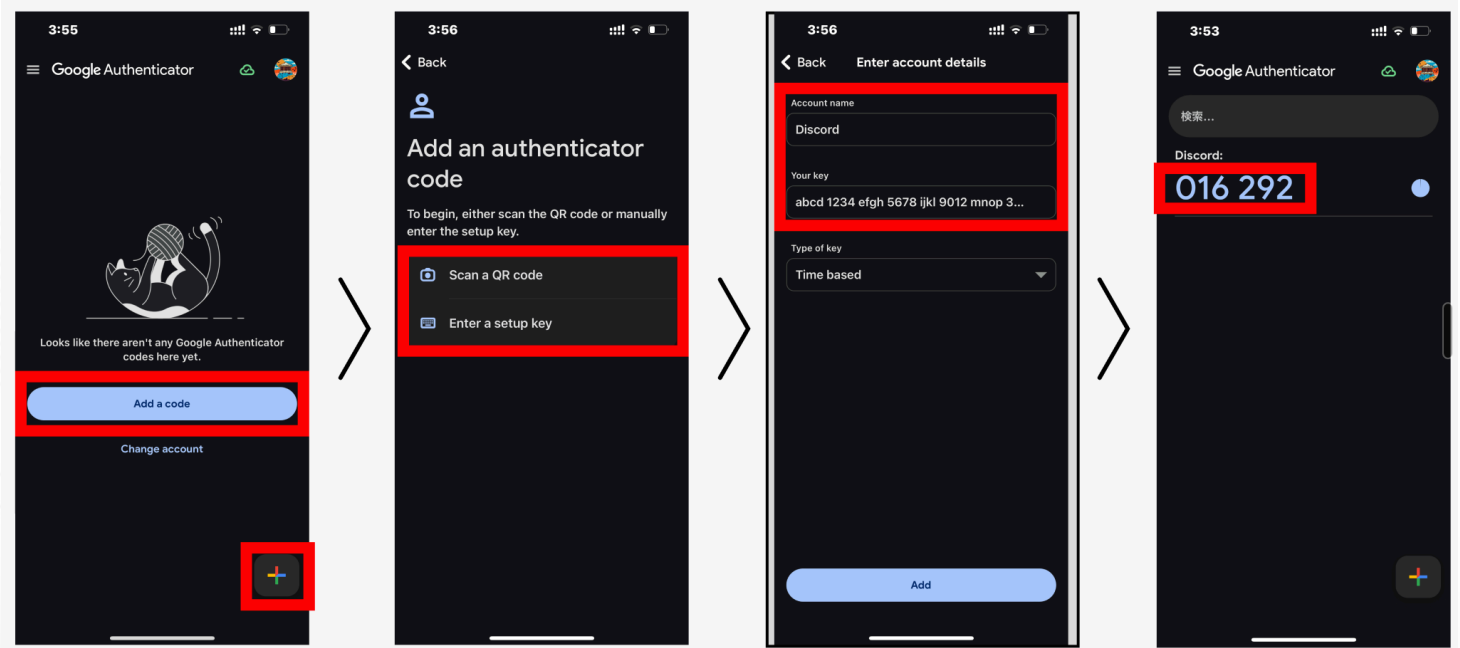 3:55
Google Authenticator
Looks like there aren't any Google Authenticator
codes here yet.
Add a code
Change account
3:56
Back
Add an authenticator
code
To begin, either scan the QR code or manually
enter the setup key.
Scan a QR code
Enter a setup key
3:56
Back Enter account details
Account name
Discord
Your key
abcd 1234 efgh 5678 ijkl 9012 mnop 3...
Type of key
Time based
Add
3:53
Google Authenticator
検索...
Discord:
016 292